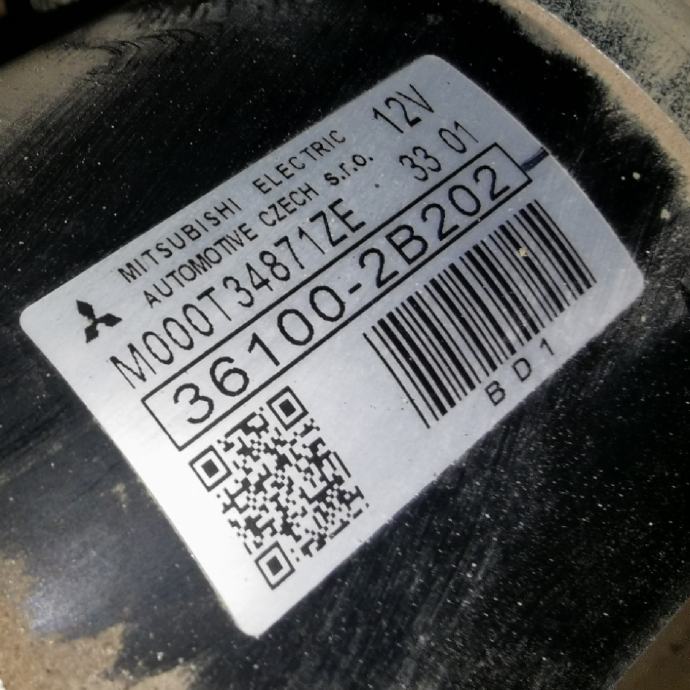 MITSUBISHI ELECTRIC 12V
AUTOMOTIVE CZECH s.r.o. 33 01
M000T34871ZE
36100-2B202
BD1